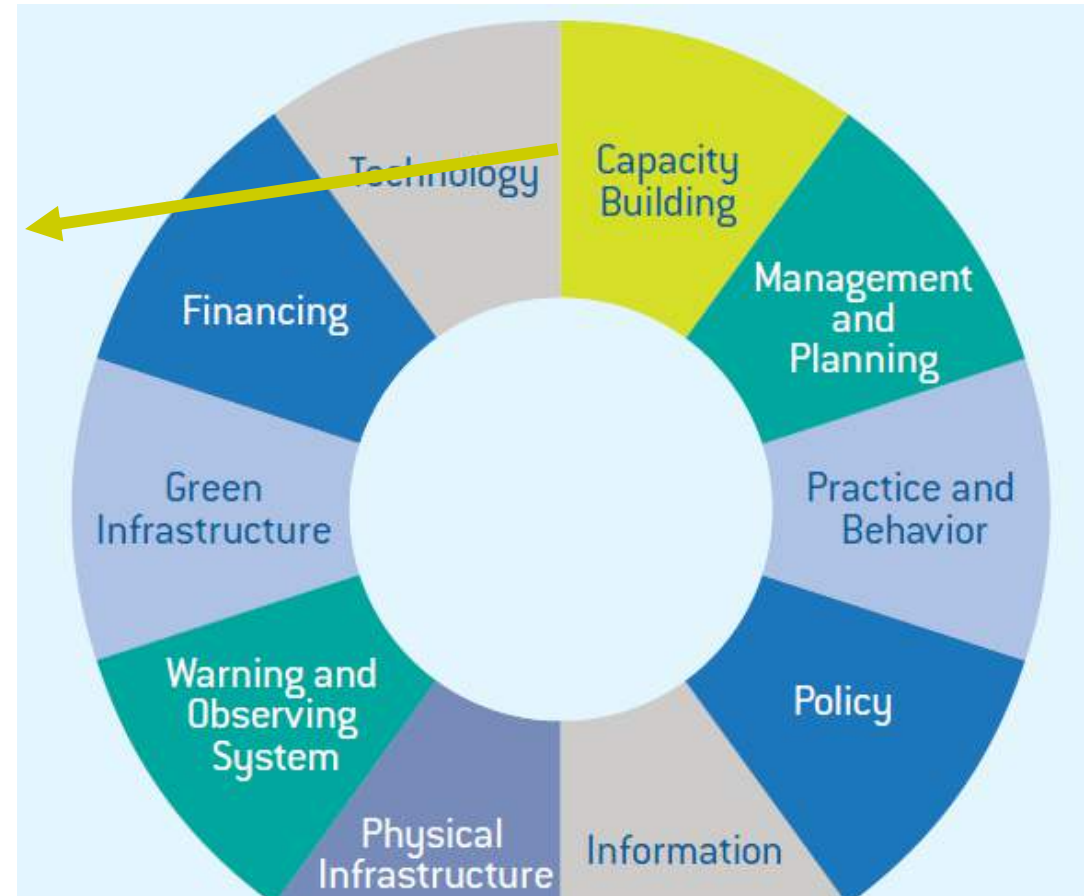 Technology
Capacity
Building
Management
and
Planning
Practice and
Behavior
Policy
Information
Physical
Infrastructure
Warning and
Observing
System
Green
Infrastructure
Financing